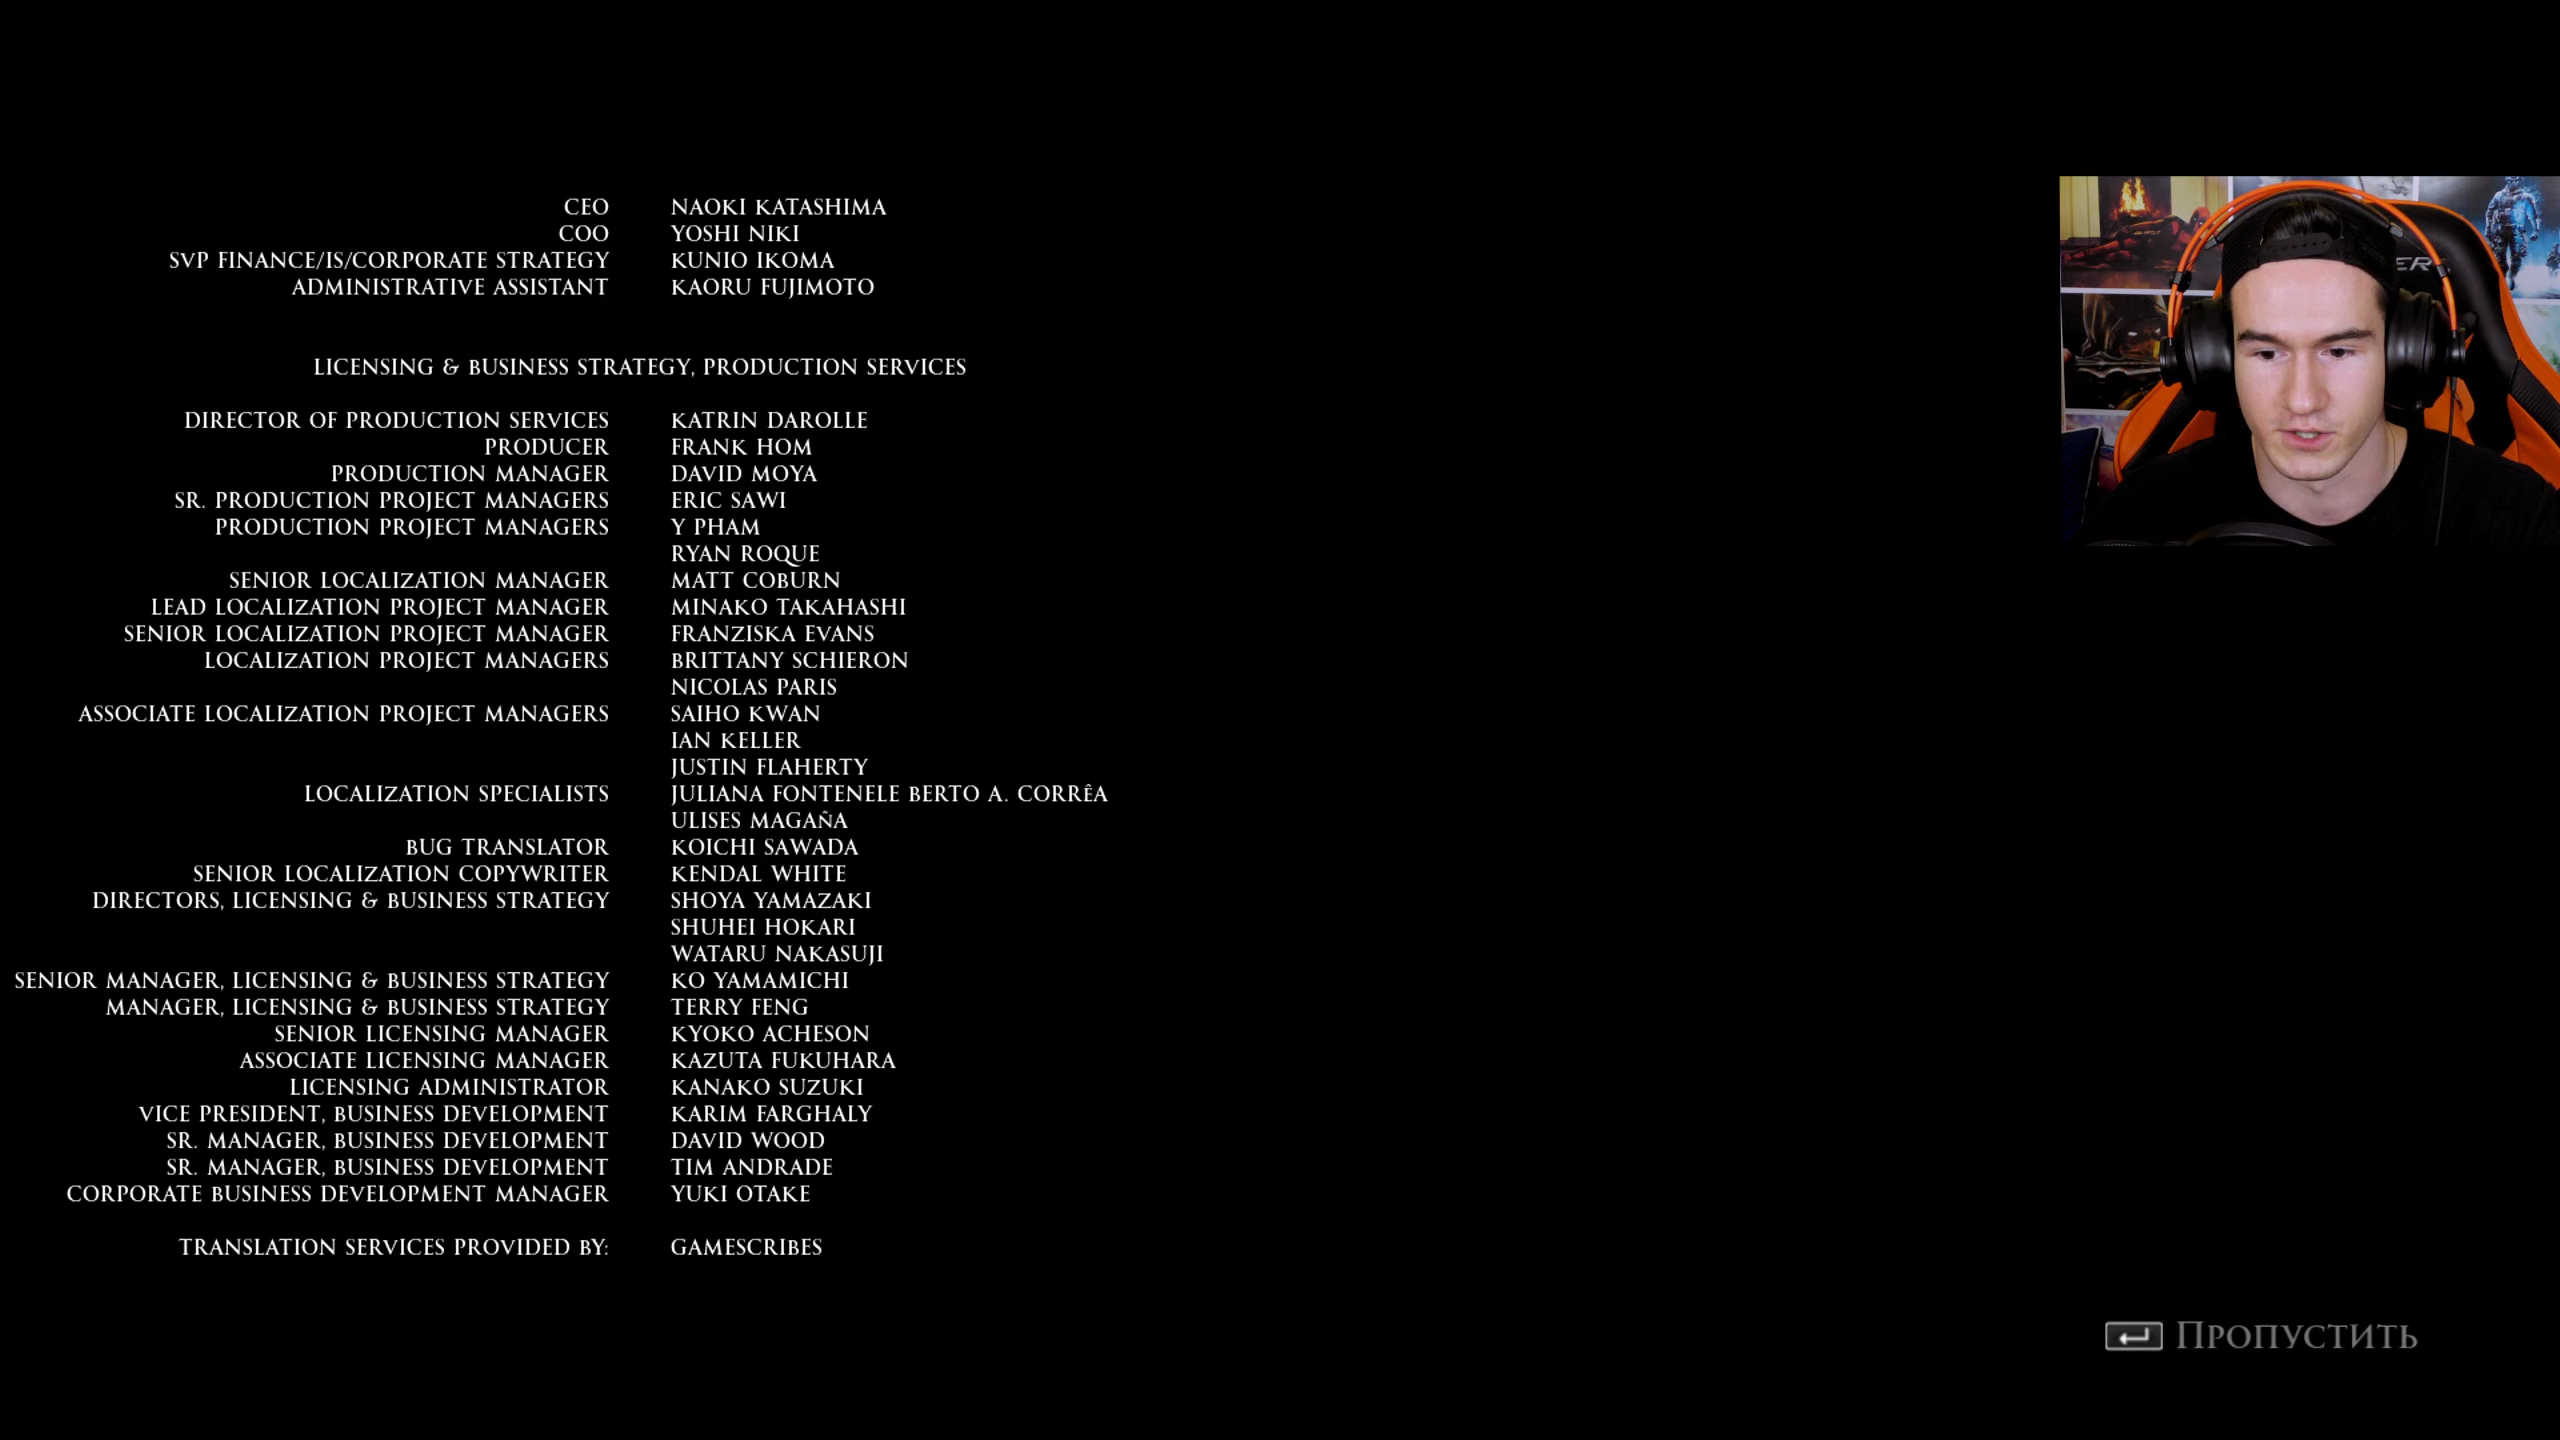 CEO NAOKI KATASHIMA
COO YOSHI NIKI
SVP FINANCE/IS/CORPORATE STRATEGY KUNIO IKOMA
ADMINISTRATIVE ASSISTANT KAORU FUJIMOTO
LICENSING & BUSINESS STRATEGY, PRODUCTION SERVICES
DIRECTOR OF PRODUCTION SERVICES KATRIN DAROLLE
PRODUCER FRANK HOM
PRODUCTION MANAGER DAVID MOYA
SR. PRODUCTION PROJECT MANAGERS ERIC SAWI
PRODUCTION PROJECT MANAGERS Y PHAM
RYAN ROQUE
SENIOR LOCALIZATION MANAGER MATT COBURN
LEAD LOCALIZATION PROJECT MANAGER MINAKO TAKAHASHI
SENIOR LOCALIZATION PROJECT MANAGER FRANZISKA EVANS
LOCALIZATION PROJECT MANAGERS BRITTANY SCHIERON
NICOLAS PARIS
ASSOCIATE LOCALIZATION PROJECT MANAGERS SAIHO KWAN
IAN KELLER
JUSTIN FLAHERTY
LOCALIZATION SPECIALISTS JULIANA FONTENELE BERTO A. CORRÊA
ULISES MAGAÑA
BUG TRANSLATOR KOICHI SAWADA
SENIOR LOCALIZATION COPYWRITER KENDAL WHITE
DIRECTORS, LICENSING & BUSINESS STRATEGY SHOYA YAMAZAKI
SHUHEI HOKARI
WATARU NAKASUJI
SENIOR MANAGER, LICENSING & BUSINESS STRATEGY KO YAMAMICHI
MANAGER, LICENSING & BUSINESS STRATEGY TERRY FENG
SENIOR LICENSING MANAGER KYOKO ACHESON
ASSOCIATE LICENSING MANAGER KAZUTA FUKUHARA
LICENSING ADMINISTRATOR KANAKO SUZUKI
VICE PRESIDENT, BUSINESS DEVELOPMENT KARIM FARGHALY
SR. MANAGER, BUSINESS DEVELOPMENT DAVID WOOD
SR. MANAGER, BUSINESS DEVELOPMENT TIM ANDRADE
CORPORATE BUSINESS DEVELOPMENT MANAGER YUKI OTAKE
TRANSLATION SERVICES PROVIDED BY: GAMESCRIBES
ПРОПУСТИТЬ